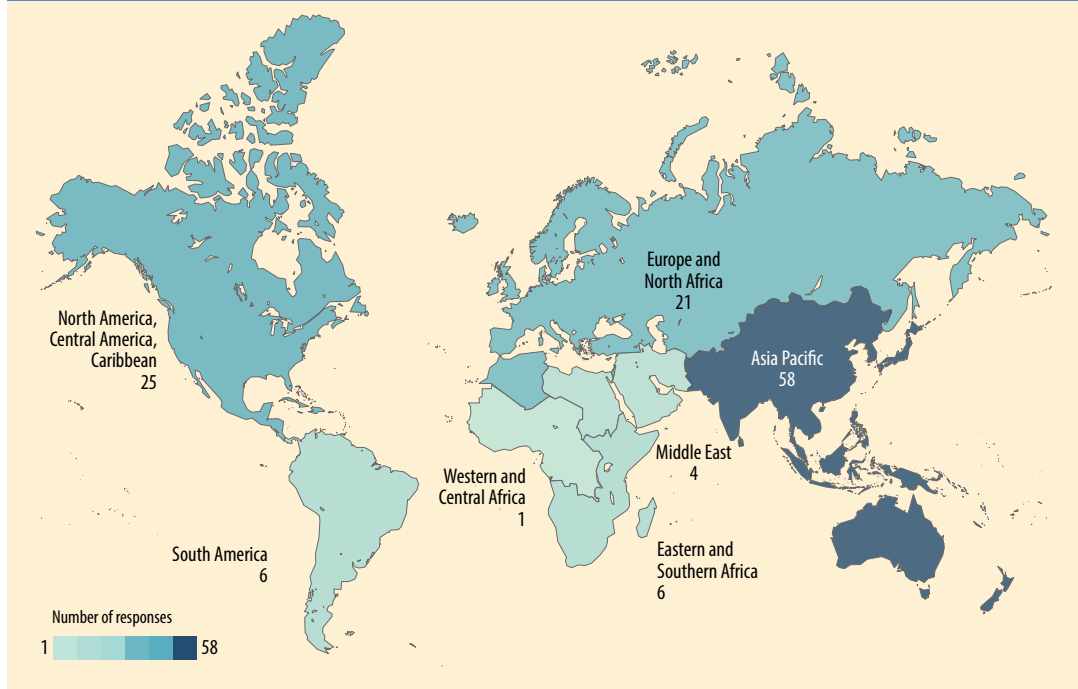 North America,
Central America,
Caribbean
25
Europe and
North Africa
21
Asia Pacific
58
Middle East
4
Western and
Central Africa
1
South America
6
Eastern and
Southern Africa
6
Number of responses
1 58